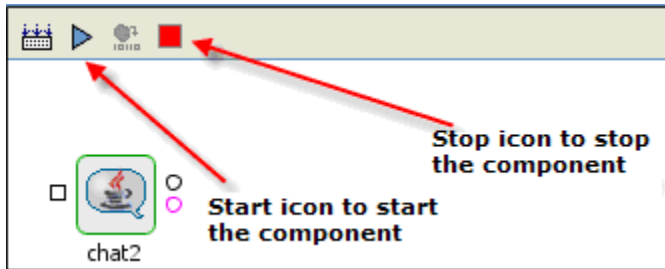 Stop icon to stop
the component
Start icon to start
the component
chat2